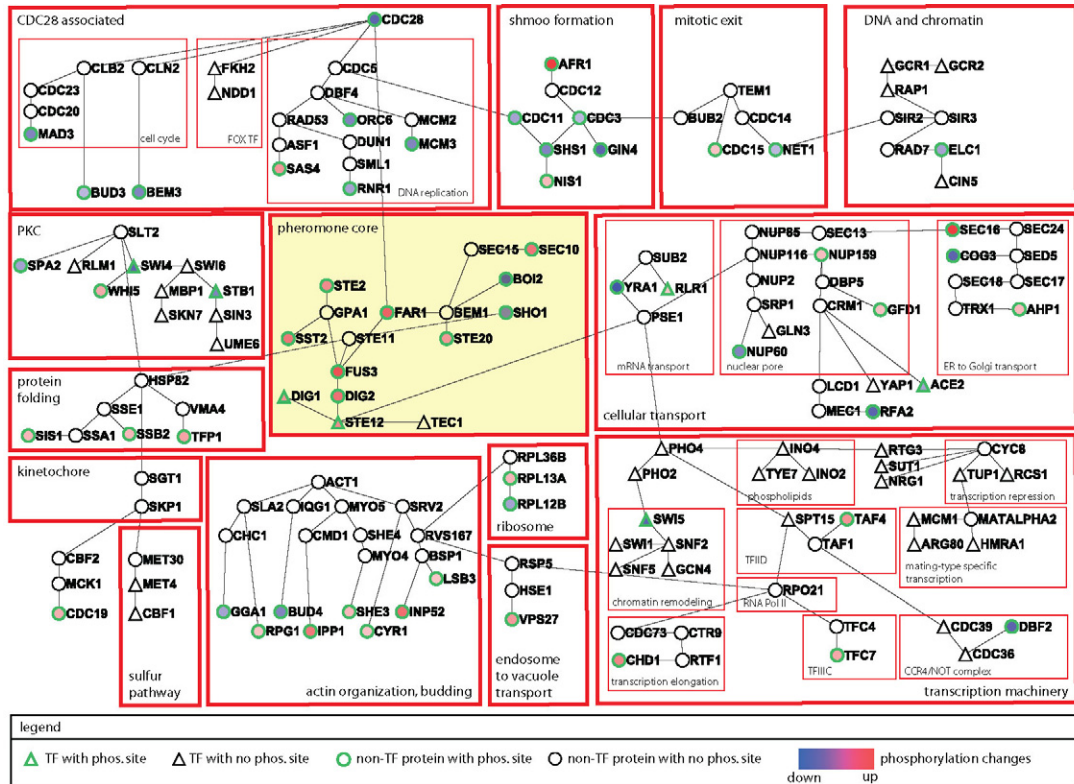 CDC28 associated
CDC28
CLB2
CLN2
CDC23
CDC20
MAD3
cell cycle
BUD3
BEM3
FKH2
NDD1
FOX TF
CDC5
DBF4
RAD53
ORC6
MCM2
ASF1
DUN1
MCM3
SAS4
SML1
RNR1
DNA replication
shmoo formation
AFR1
CDC12
CDC11
CDC3
SHS1
GIN4
NIS1
mitotic exit
TEM1
BUB2
CDC14
CDC15
NET1
DNA and chromatin
GCR1
GCR2
RAP1
SIR2
SIR3
RAD7
ELC1
CIN5
PKC
SLT2
SPA2
RLM1
SWI4
SWI6
WHI5
MBP1
STB1
SKN7
SIN3
UME6
pheromone core
SEC15
SEC10
STE2
BOI2
GPA1
FAR1
BEM1
SHO1
SST2
STE11
STE20
FUS3
DIG1
DIG2
STE12
TEC1
SUB2
YRA1
RLR1
PSE1
mRNA transport
NUP85
SEC13
NUP116
NUP159
NUP2
DBP5
SRP1
CRM1
GFD1
GLN3
NUP60
nuclear pore
SEC16
SEC24
COG3
SED5
SEC18
SEC17
TRX1
AHP1
ER to Golgi transport
LCD1
YAP1
ACE2
MEC1
RFA2
cellular transport
protein
folding
HSP82
SSE1
VMA4
SIS1
SSA1
SSB2
TFP1
kinetochore
SGT1
SKP1
CBF2
MCK1
CDC19
MET30
MET4
CBF1
sulfur
pathway
ACT1
SLA2
IQG1
MYO5
SRV2
CHC1
CMD1
SHE4
RVS167
MYO4
BSP1
LSB3
GGA1
BUD4
SHE3
INP52
RPG1
IPP1
CYR1
actin organization, budding
RPL36B
RPL13A
RPL12B
ribosome
RSP5
HSE1
VPS27
endosome
to vacuole
transport
PHO4
PHO2
INO4
TYE7
INO2
phospholipids
RTG3
SUT1
NRG1
CYC8
TUP1
RCS1
transcription repression
SWI5
SWI1
SNF2
SNF5
GCN4
chromatin remodeling
SPT15
TAF4
TAF1
TFIID
MCM1
MATALPHA2
ARG80
HMRA1
mating-type specific
transcription
RPO21
RNA Pol II
CDC73
CTR9
CHD1
RTF1
transcription elongation
TFC4
TFC7
TFIIIC
CDC39
DBF2
CDC36
CCR4/NOT complex
transcription machinery
legend
TF with phos. site
TF with no phos. site
non-TF protein with phos. site
non-TF protein with no phos. site
phosphorylation changes
down
up